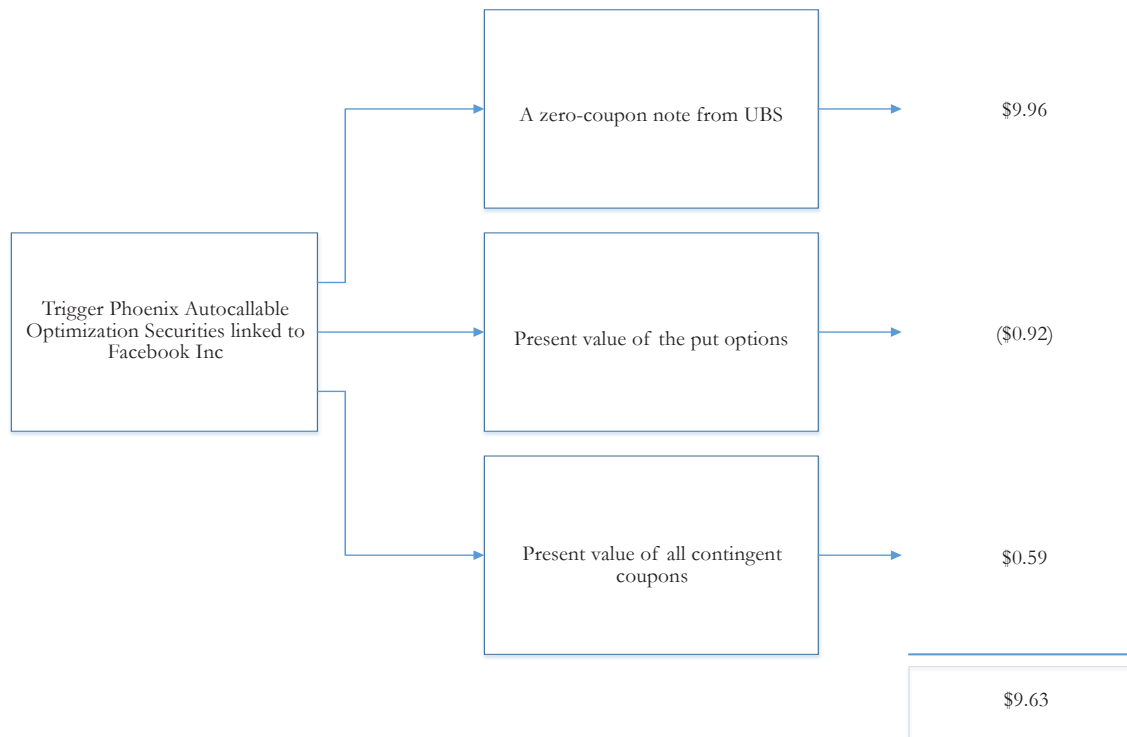 A zero-coupon note from UBS
$9.96
Trigger Phoenix Autocallable
Optimization Securities linked to
Facebook Inc
Present value of the put options
($0.92)
Present value of all contingent
coupons
$0.59
$9.63